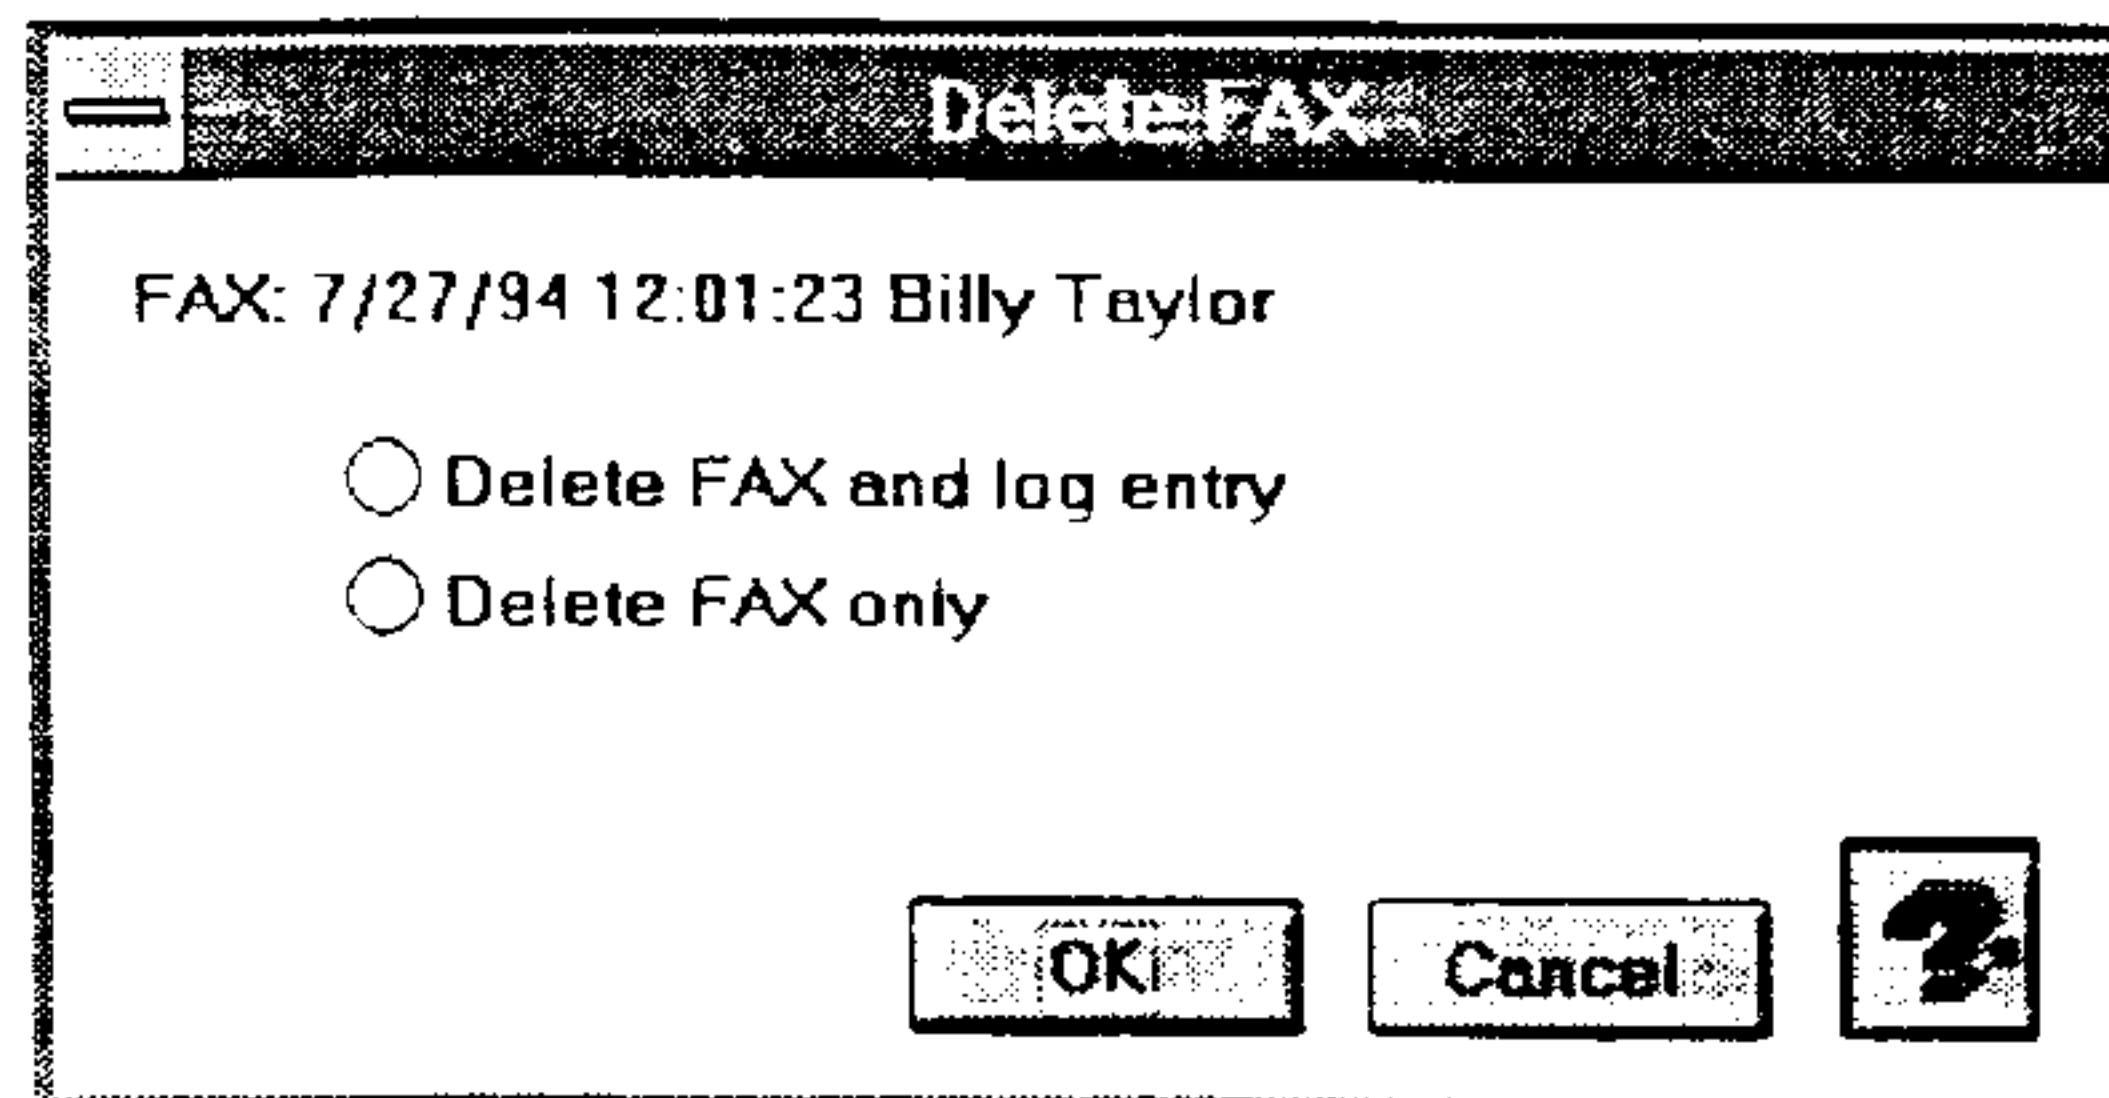 Delete FAX
FAX: 7/27/94 12:01:23 Billy Taylor
Delete FAX and log entry
Delete FAX only
OK Cancel ?